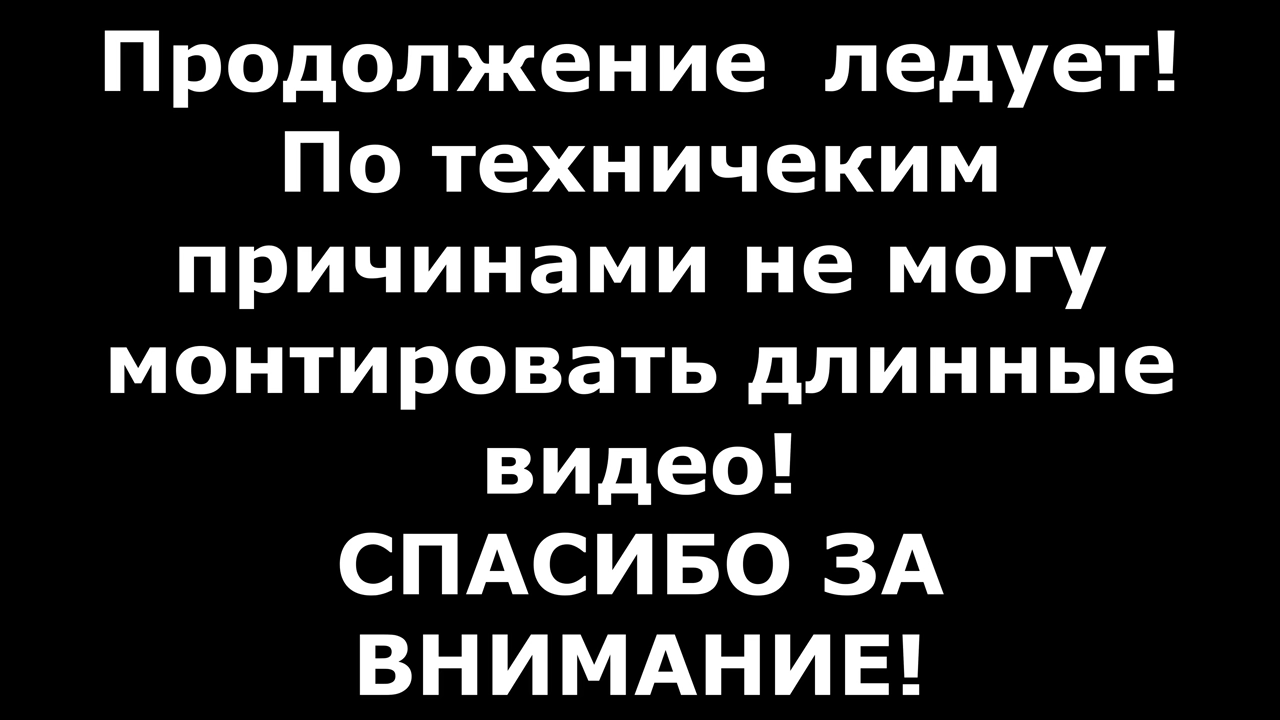 Продолжение  ледует!
По техничеким
причинами не могу
монтировать длинные
видео!
СПАСИБО ЗА
ВНИМАНИЕ!